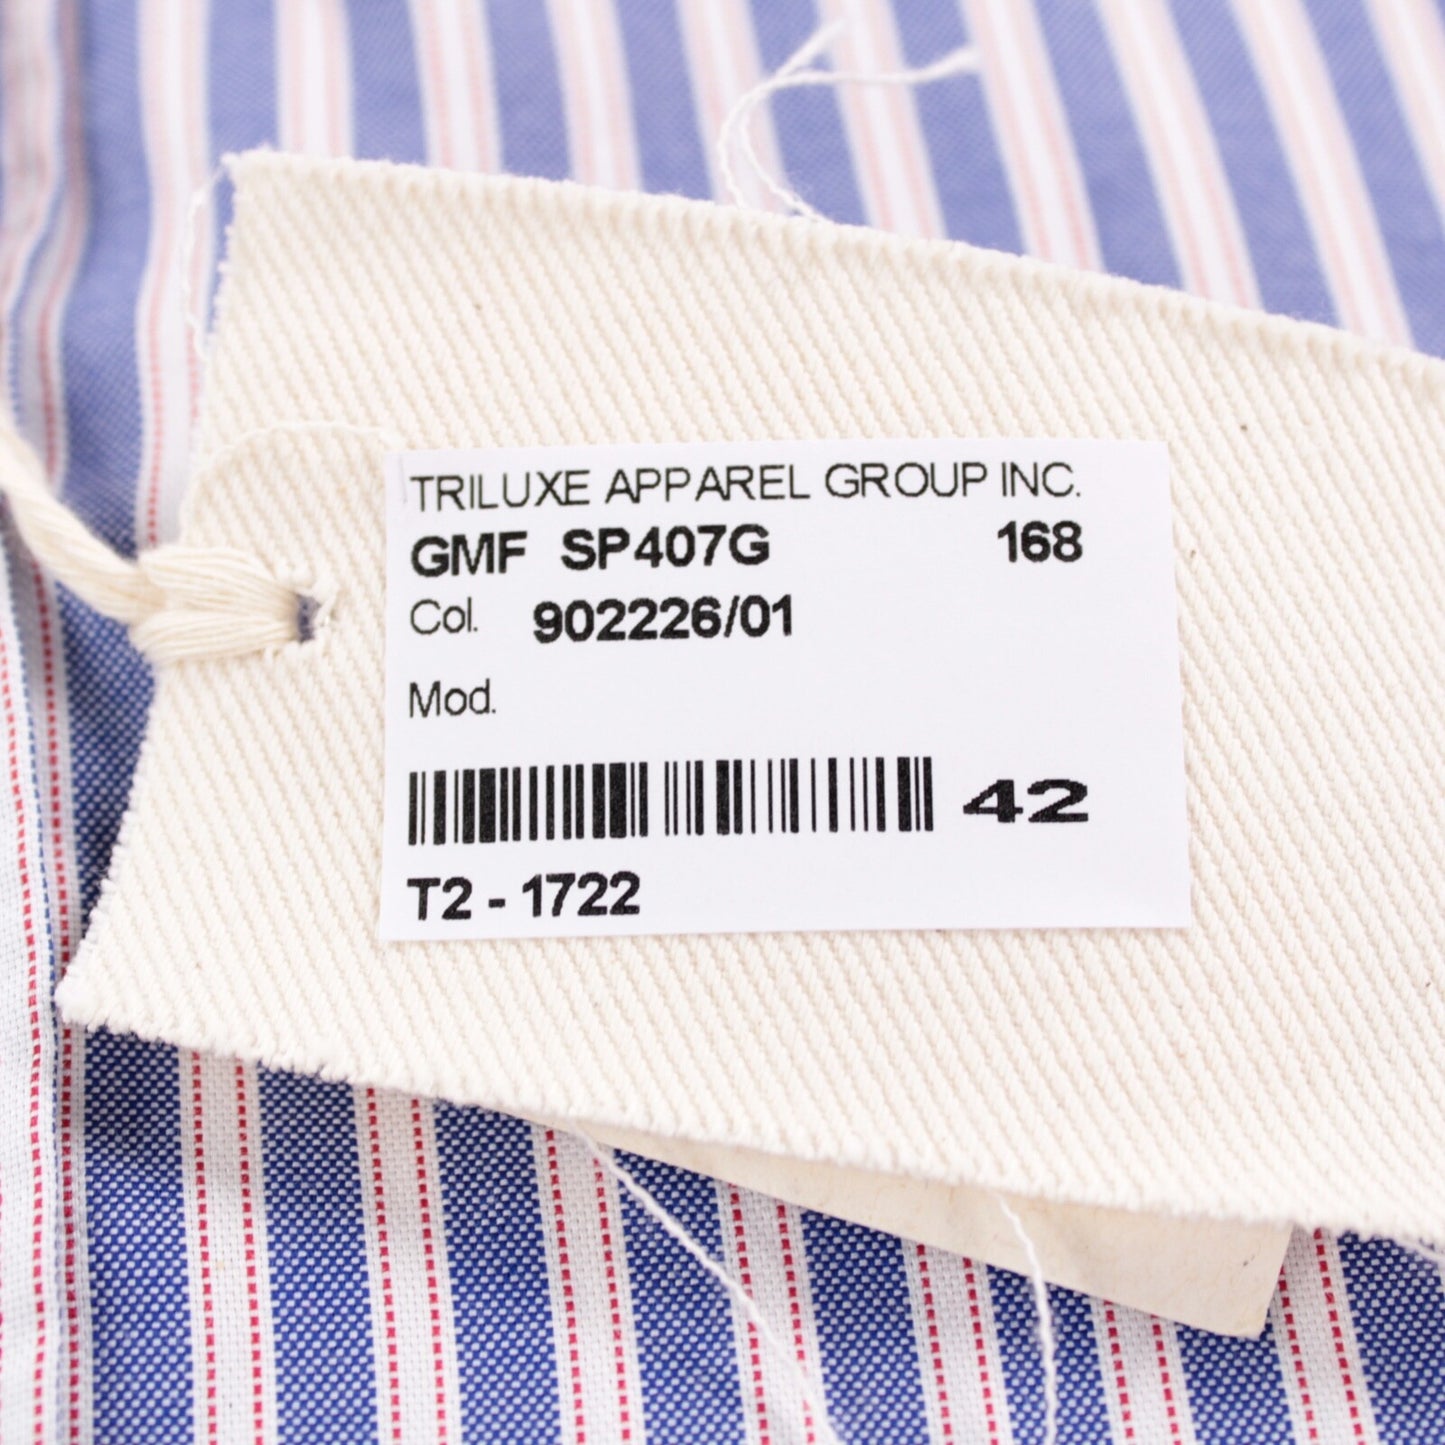 TRILUXE APPAREL GROUP INC.
GMF SP407G 168
Col. 902226/01
Mod.
42
T2 - 1722